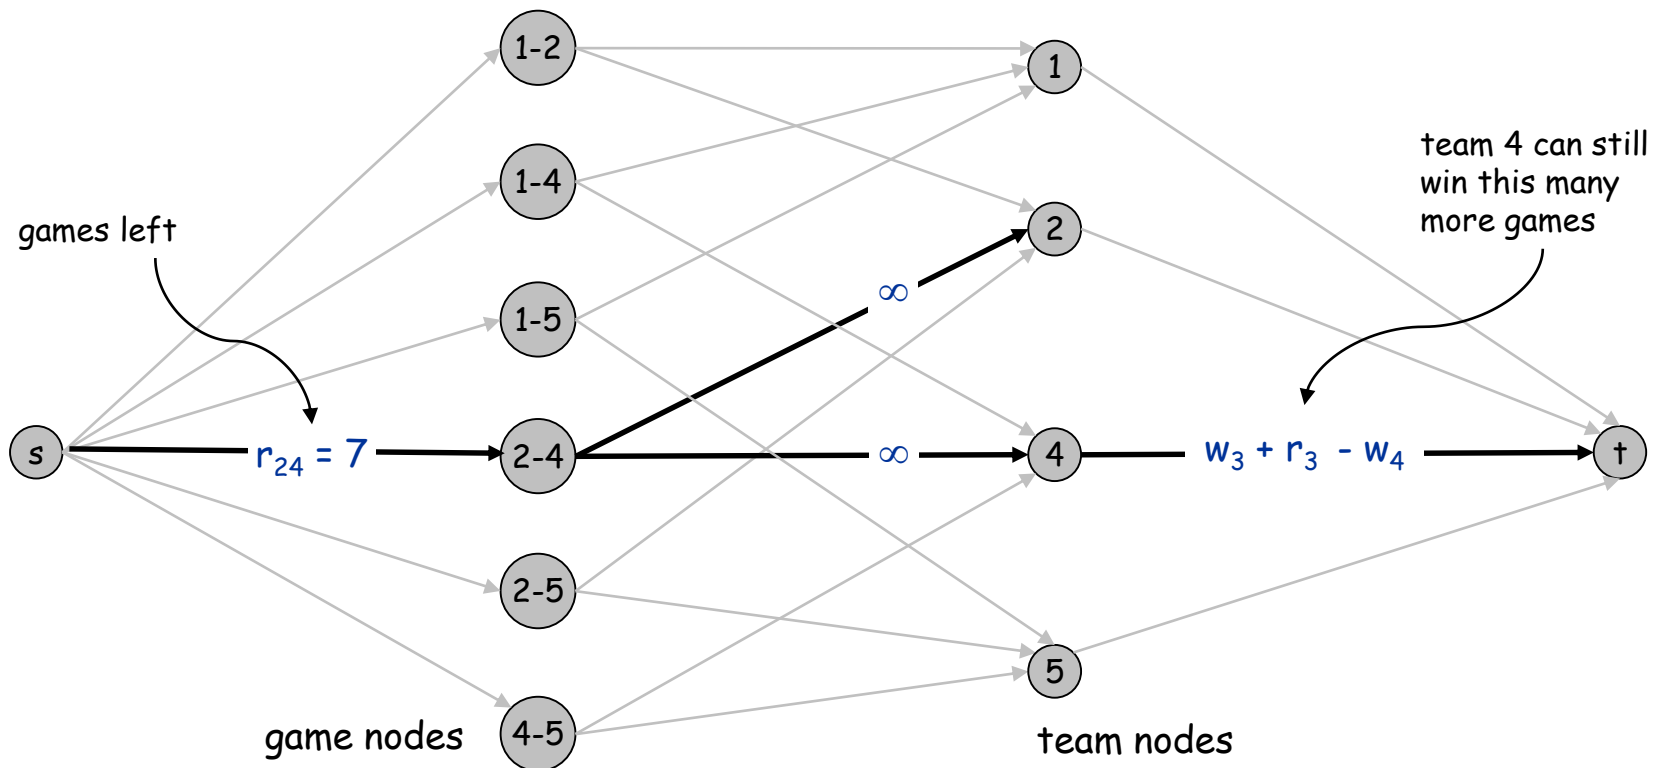 1-2
1
team 4 can still
win this many
more games
1-4
games left
2
∞
1-5
s
r24 = 7
2-4
∞
4
w3 + r3 - w4
t
2-5
5
game nodes
4-5
team nodes